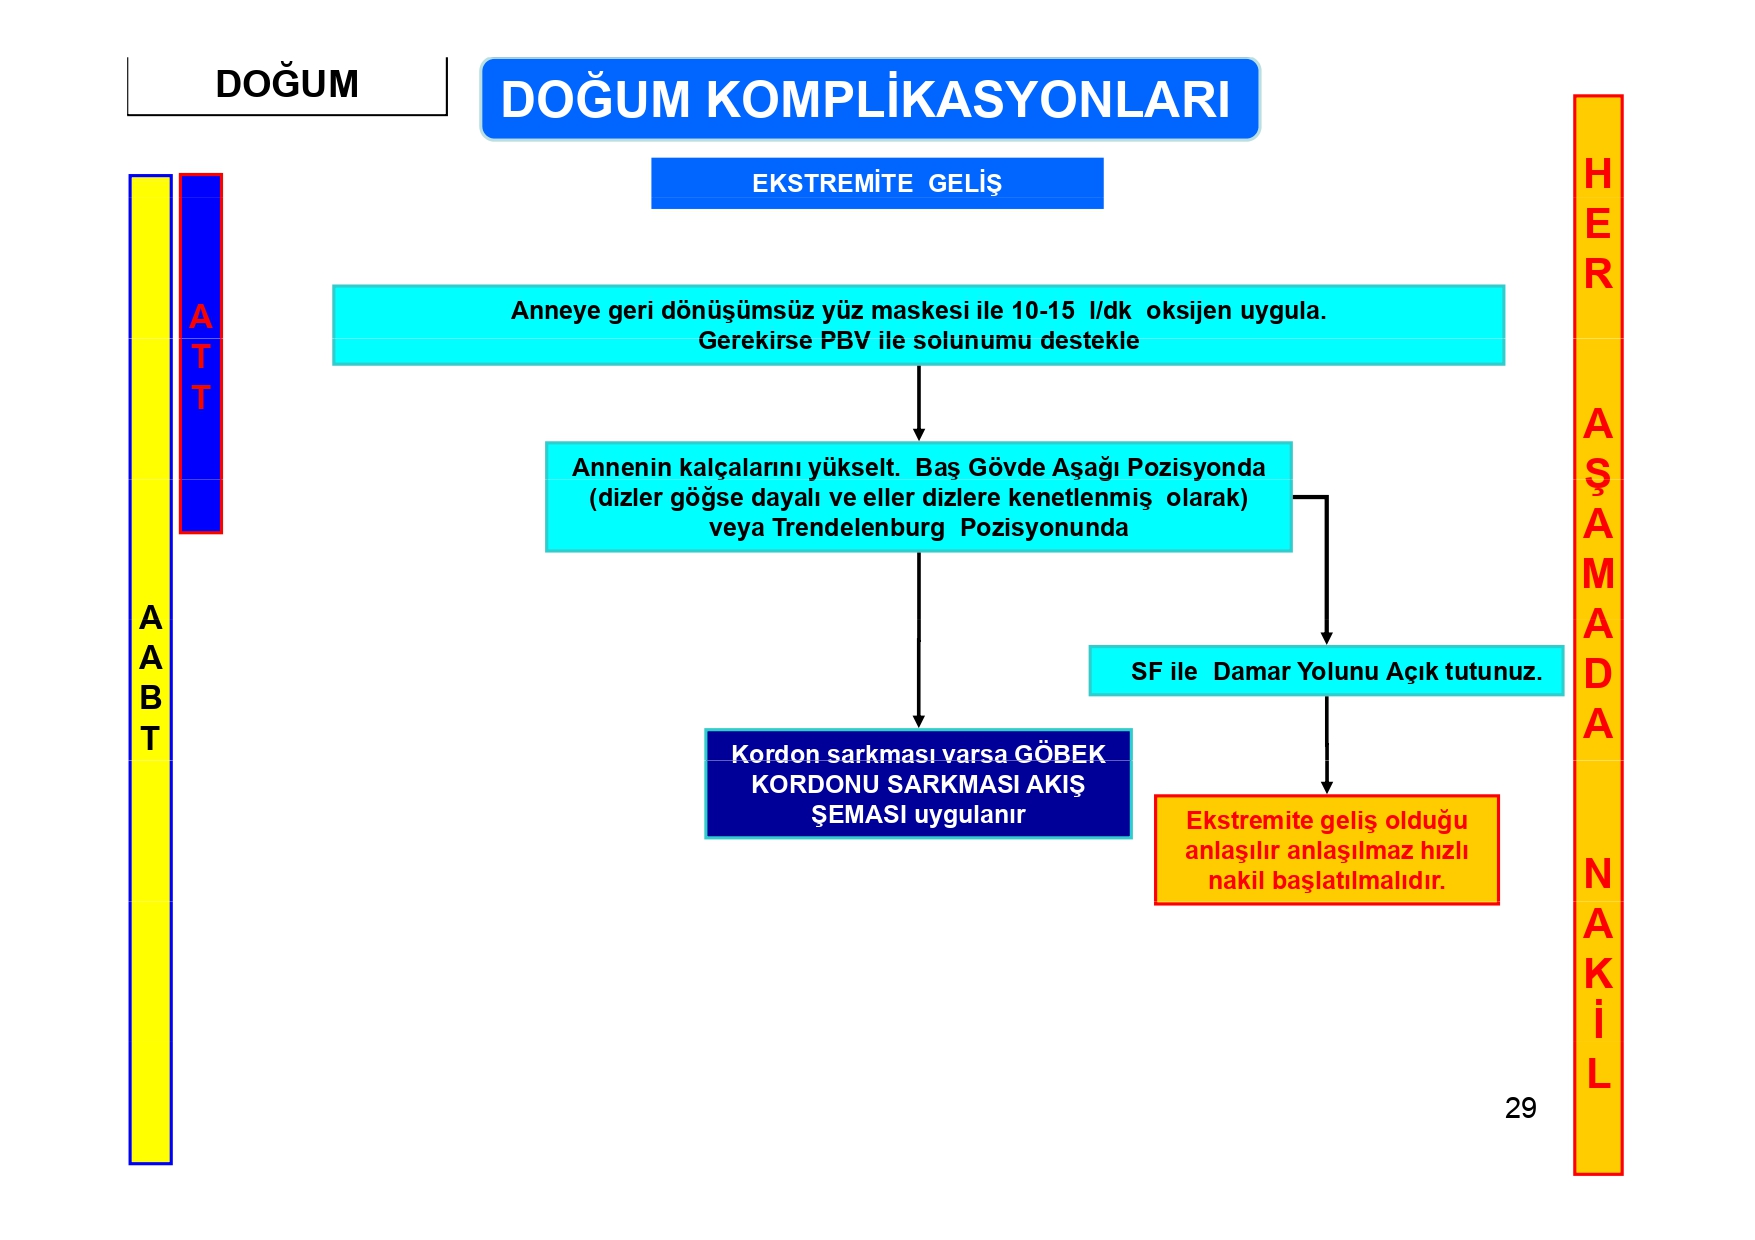 DOĞUM
DOĞUM KOMPLİKASYONLARI
EKSTREMİTE GELİŞ
ATT
AABT
Anneye geri dönüşümsüz yüz maskesi ile 10-15 l/dk oksijen uygula.
Gerekirse PBV ile solunumu destekle
Annenin kalçalarını yükselt. Baş Gövde Aşağı Pozisyonda
(dizler göğse dayalı ve eller dizlere kenetlenmiş olarak)
veya Trendelenburg Pozisyonunda
SF ile Damar Yolunu Açık tutunuz.
Kordon sarkması varsa GÖBEK
KORDONU SARKMASI AKIŞ
ŞEMASI uygulanır
Ekstremite geliş olduğu
anlaşılır anlaşılmaz hızlı
nakil başlatılmalıdır.
HER AŞAMADA NAKİL
29